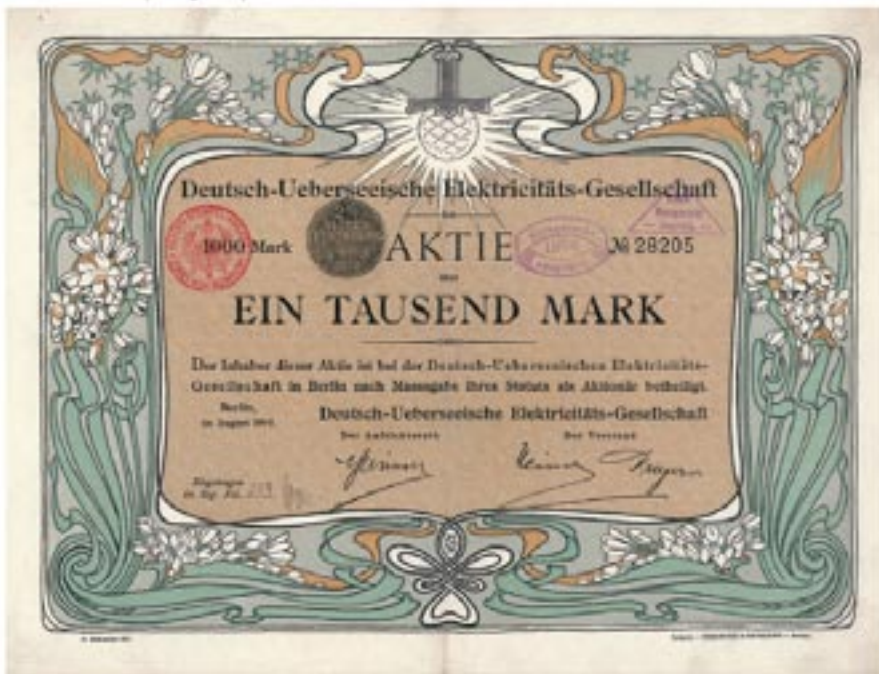 Deutsch-Ueberseeische Elektricitäts-Gesellschaft
1000 Mark
AKTIE
№ 28205
EIN TAUSEND MARK
Der Inhaber dieser Aktie ist bei der Deutsch-Ueberseeischen Elektricitäts-
Gesellschaft in Berlin nach Massgabe ihres Statuts als Aktionär betheiligt.
Berlin,
im August
Deutsch-Ueberseeische Elektricitäts-Gesellschaft
Der Aufsichtsrath
Der Vorstand